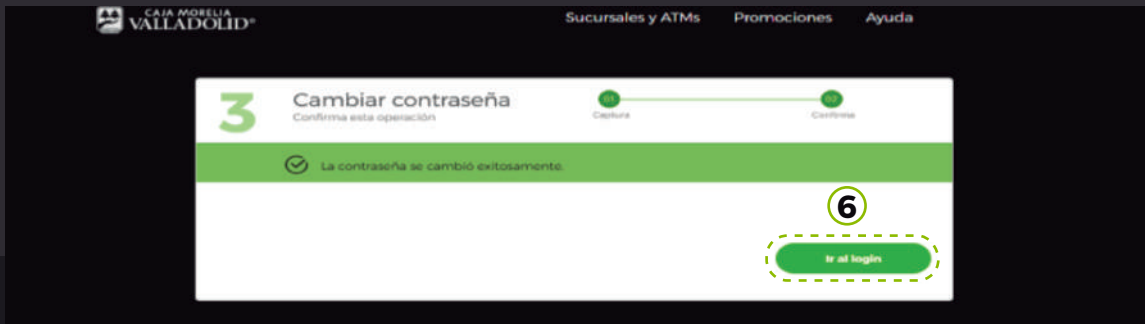 CAJA MORELIA
VALLADOLID®
Sucursales y ATMs Promociones Ayuda
3 Cambiar contraseña
Confirma esta operación
01 Captura
02 Confirma
La contraseña se cambió exitosamente.
6
Ir al login